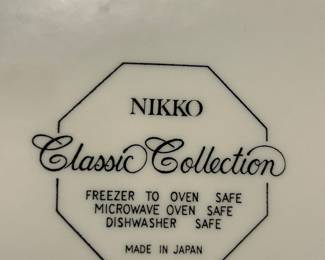 NIKKO
Classic Collection
FREEZER TO OVEN SAFE
MICROWAVE OVEN SAFE
DISHWASHER SAFE
MADE IN JAPAN